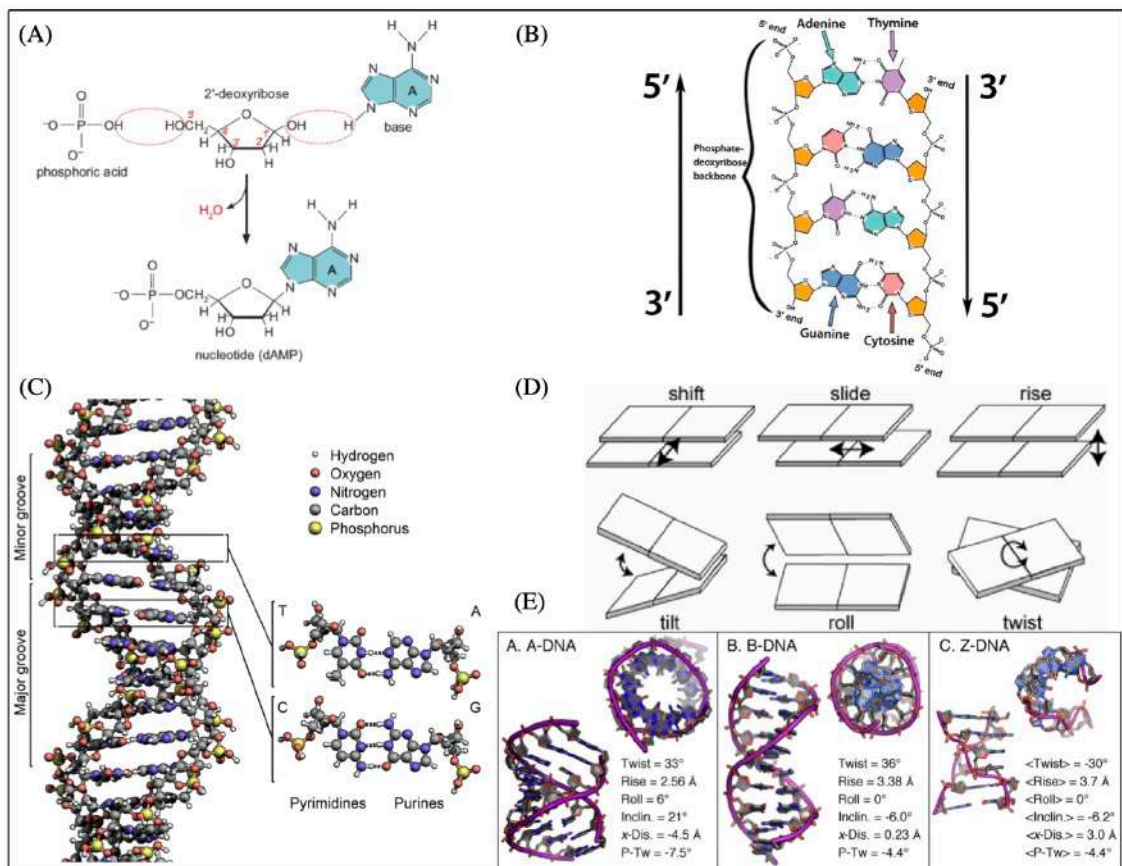 (A)
2'-deoxyribose
A
base
phosphoric acid
H₂O
nucleotide (dAMP)
A
(B)
5' end
Adenine
Thymine
3' end
5'
3'
Phosphate-
deoxyribose
backbone
3'
5'
3' end
Guanine
Cytosine
5' end
(C)
Minor groove
Major groove
Hydrogen
Oxygen
Nitrogen
Carbon
Phosphorus
T
A
C
G
Pyrimidines
Purines
(D)
shift
slide
rise
tilt
roll
twist
(E)
A. A-DNA
Twist = 33°
Rise = 2.56 Å
Roll = 6°
Inclin. = 21°
x-Dis. = -4.5 Å
P-Tw = -7.5°
B. B-DNA
Twist = 36°
Rise = 3.38 Å
Roll = 0°
Inclin. = -6.0°
x-Dis. = 0.23 Å
P-Tw = -4.4°
C. Z-DNA
<Twist> = -30°
<Rise> = 3.7 Å
<Roll> = 0°
<Inclin.> = -6.2°
<x-Dis.> = 3.0 Å
<P-Tw> = -4.4°